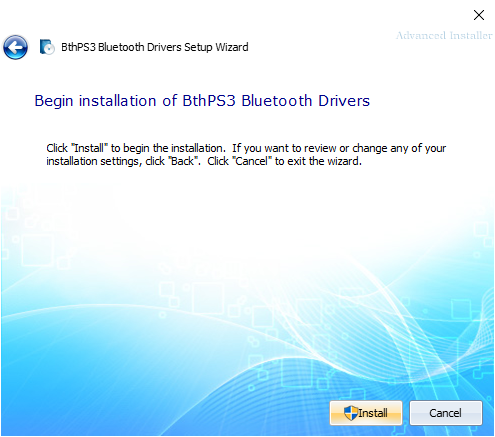 Advanced Installer
BthPS3 Bluetooth Drivers Setup Wizard
Begin installation of BthPS3 Bluetooth Drivers
Click "Install" to begin the installation.  If you want to review or change any of your
installation settings, click "Back".  Click "Cancel" to exit the wizard.
Install
Cancel